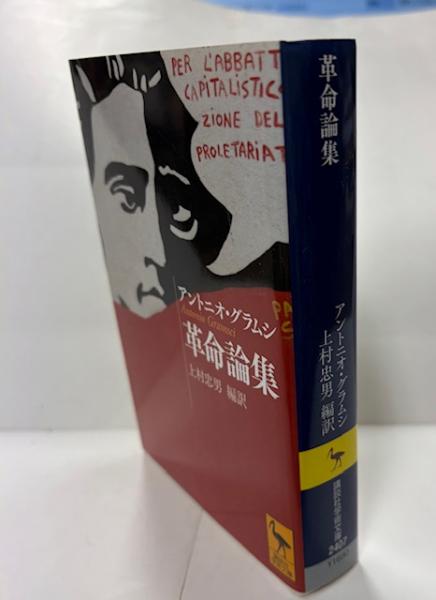 PER L'ABBATT
CAPITALISTICO
ZIONE DEL
PROLETARIAT
PA
S
アントニオ・グラムシ
Antonio Gramsci
革命論集
上村忠男 編訳
革命論集
アントニオ・グラムシ
上村忠男 編訳
講談社学術文庫
2407